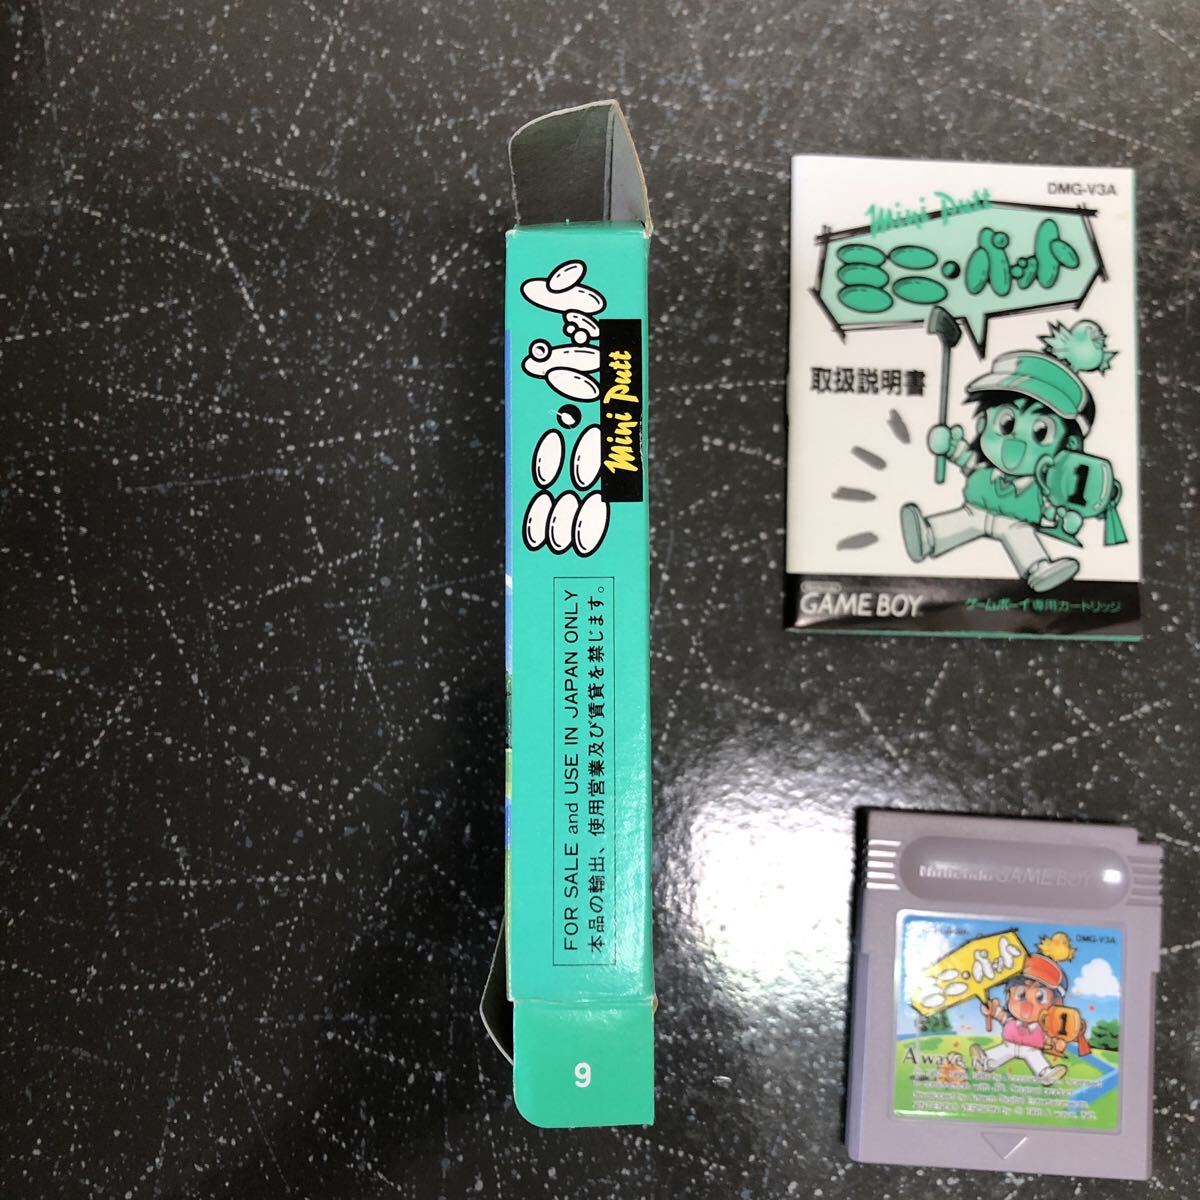 ミニ・パット
Mini Putt
FOR SALE and USE IN JAPAN ONLY
本品の輸出、使用営業及び賃貸を禁じます。
9
DMG-V3A
Mini Putt
ミニ・パット
取扱説明書
1
GAME BOY
ゲームボーイ専用カートリッジ
Nintendo GAME BOY
DMG-V3A
ミニ・パット
1
A wave, INC.